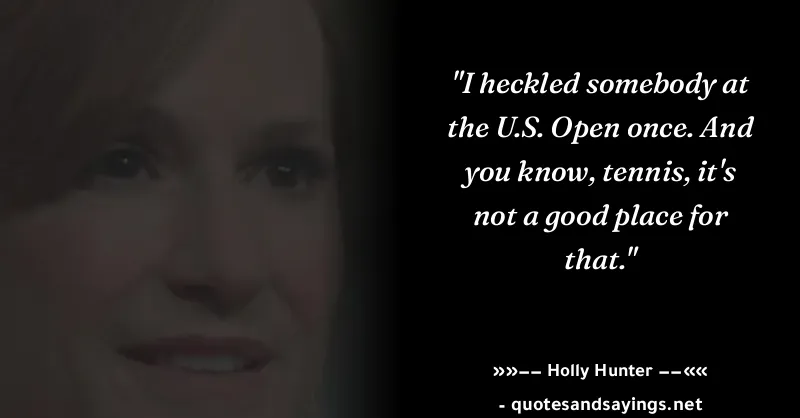 "I heckled somebody at
the U.S. Open once. And
you know, tennis, it's
not a good place for
that."
»»−− Holly Hunter −−««
- quotesandsayings.net